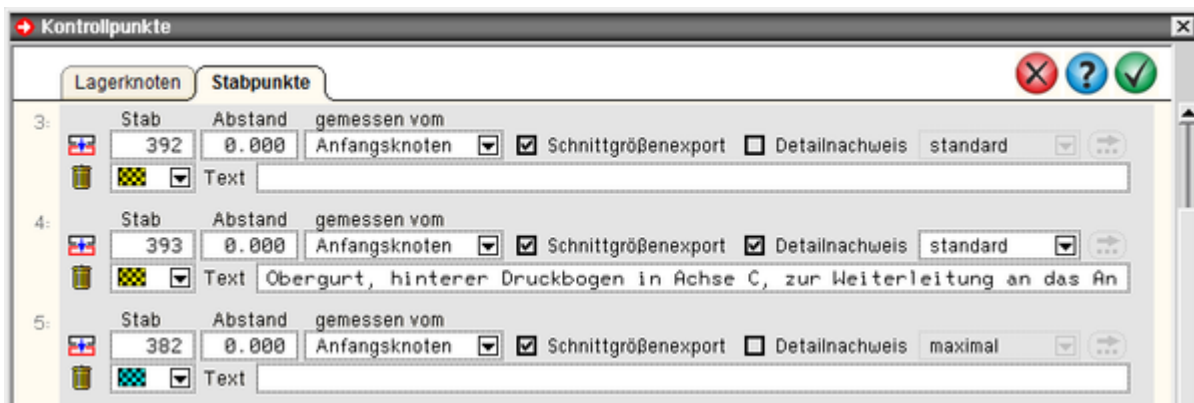 Kontrollpunkte
Lagerknoten Stabpunkte
3: Stab Abstand gemessen vom
392 0.000 Anfangsknoten Schnittgrößenexport Detailnachweis standard
Text
4: Stab Abstand gemessen vom
393 0.000 Anfangsknoten Schnittgrößenexport Detailnachweis standard
Text Obergurt, hinterer Druckbogen in Achse C, zur Weiterleitung an das An
5: Stab Abstand gemessen vom
382 0.000 Anfangsknoten Schnittgrößenexport Detailnachweis maximal
Text